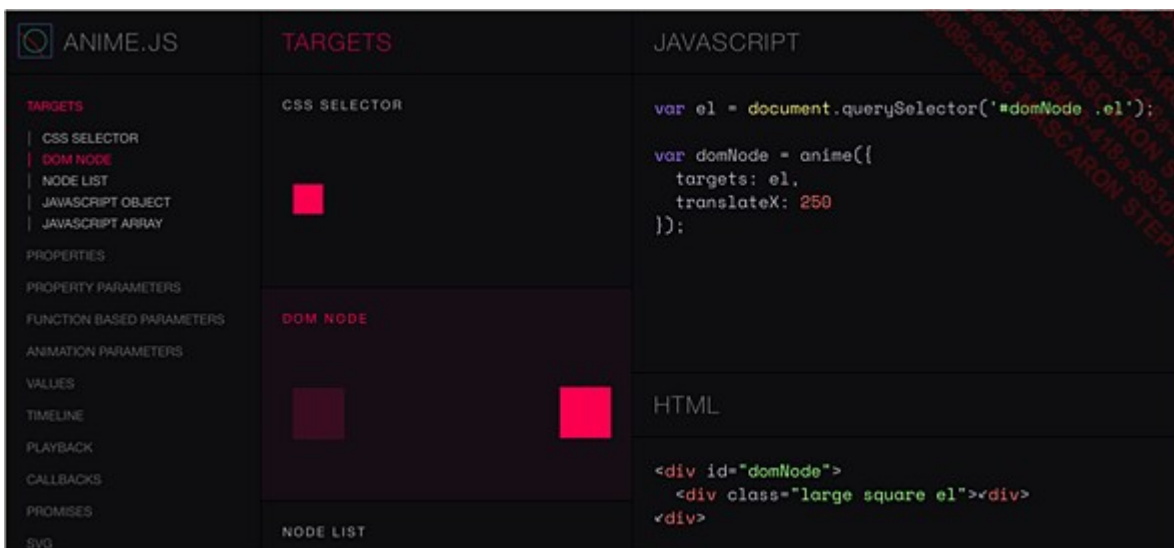 ANIME.JS
TARGETS
CSS SELECTOR
DOM NODE
NODE LIST
JAVASCRIPT OBJECT
JAVASCRIPT ARRAY
PROPERTIES
PROPERTY PARAMETERS
FUNCTION BASED PARAMETERS
ANIMATION PARAMETERS
VALUES
TIMELINE
PLAYBACK
CALLBACKS
PROMISES
SVG
TARGETS
CSS SELECTOR
DOM NODE
NODE LIST
JAVASCRIPT
var el = document.querySelector('#domNode .el');
var domNode = anime({
targets: el,
translateX: 250
});
HTML
<div id="domNode">
<div class="large square el"><div>
<div>